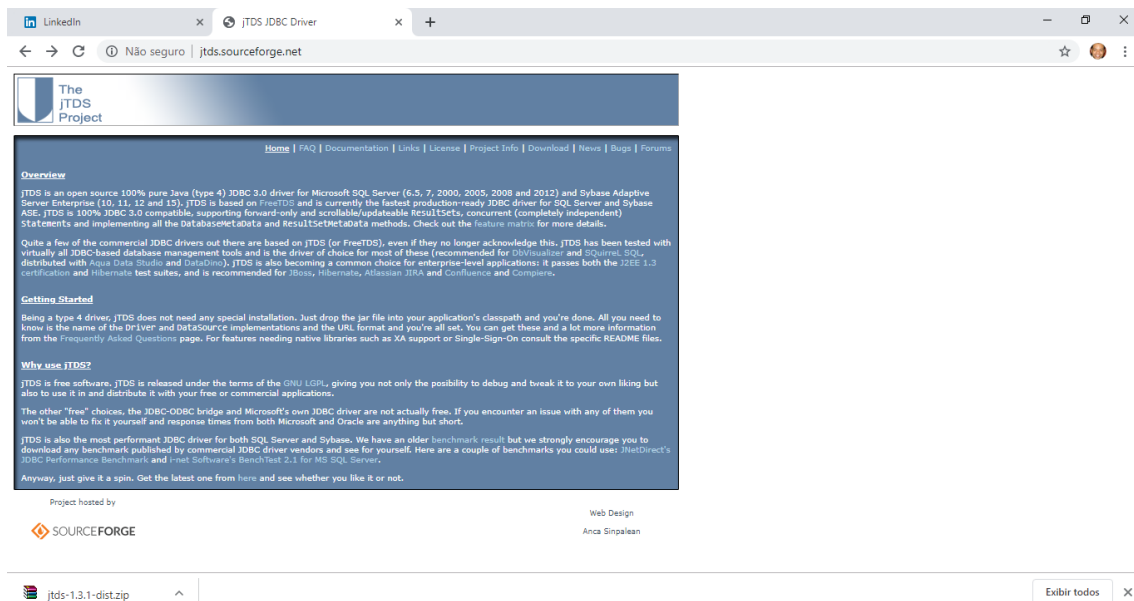 LinkedIn
jTDS JDBC Driver
Não seguro | jtds.sourceforge.net
The
jTDS
Project
Home | FAQ | Documentation | Links | License | Project Info | Download | News | Bugs | Forums
Overview
jTDS is an open source 100% pure Java (type 4) JDBC 3.0 driver for Microsoft SQL Server (6.5, 7, 2000, 2005, 2008 and 2012) and Sybase Adaptive
Server Enterprise (10, 11, 12 and 15). jTDS is based on FreeTDS and is currently the fastest production-ready JDBC driver for SQL Server and Sybase
ASE. jTDS is 100% JDBC 3.0 compatible, supporting forward-only and scrollable/updateable ResultSets, concurrent (completely independent)
Statements and implementing all the DatabaseMetaData and ResultSetMetaData methods. Check out the feature matrix for more details.
Quite a few of the commercial JDBC drivers out there are based on jTDS (or FreeTDS), even if they no longer acknowledge this. jTDS has been tested with
virtually all JDBC-based database management tools and is the driver of choice for most of these (recommended for DbVisualizer and SQuirreL SQL,
distributed with Aqua Data Studio and DataDino). jTDS is also becoming a common choice for enterprise-level applications: it passes both the J2EE 1.3
certification and Hibernate test suites, and is recommended for JBoss, Hibernate, Atlassian JIRA and Confluence and Compiere.
Getting Started
Being a type 4 driver, jTDS does not need any special installation. Just drop the jar file into your application's classpath and you're done. All you need to
know is the name of the Driver and DataSource implementations and the URL format and you're all set. You can get these and a lot more information
from the Frequently Asked Questions page. For features needing native libraries such as XA support or Single-Sign-On consult the specific README files.
Why use jTDS?
jTDS is free software. jTDS is released under the terms of the GNU LGPL, giving you not only the posibility to debug and tweak it to your own liking but
also to use it in and distribute it with your free or commercial applications.
The other "free" choices, the JDBC-ODBC bridge and Microsoft's own JDBC driver are not actually free. If you encounter an issue with any of them you
won't be able to fix it yourself and response times from both Microsoft and Oracle are anything but short.
jTDS is also the most performant JDBC driver for both SQL Server and Sybase. We have an older benchmark result but we strongly encourage you to
download any benchmark published by commercial JDBC driver vendors and see for yourself. Here are a couple of benchmarks you could use: JNetDirect's
JDBC Performance Benchmark and i-net Software's BenchTest 2.1 for MS SQL Server.
Anyway, just give it a spin. Get the latest one from here and see whether you like it or not.
Project hosted by
SOURCEFORGE
Web Design
Anca Sinpalean
jtds-1.3.1-dist.zip
Exibir todos